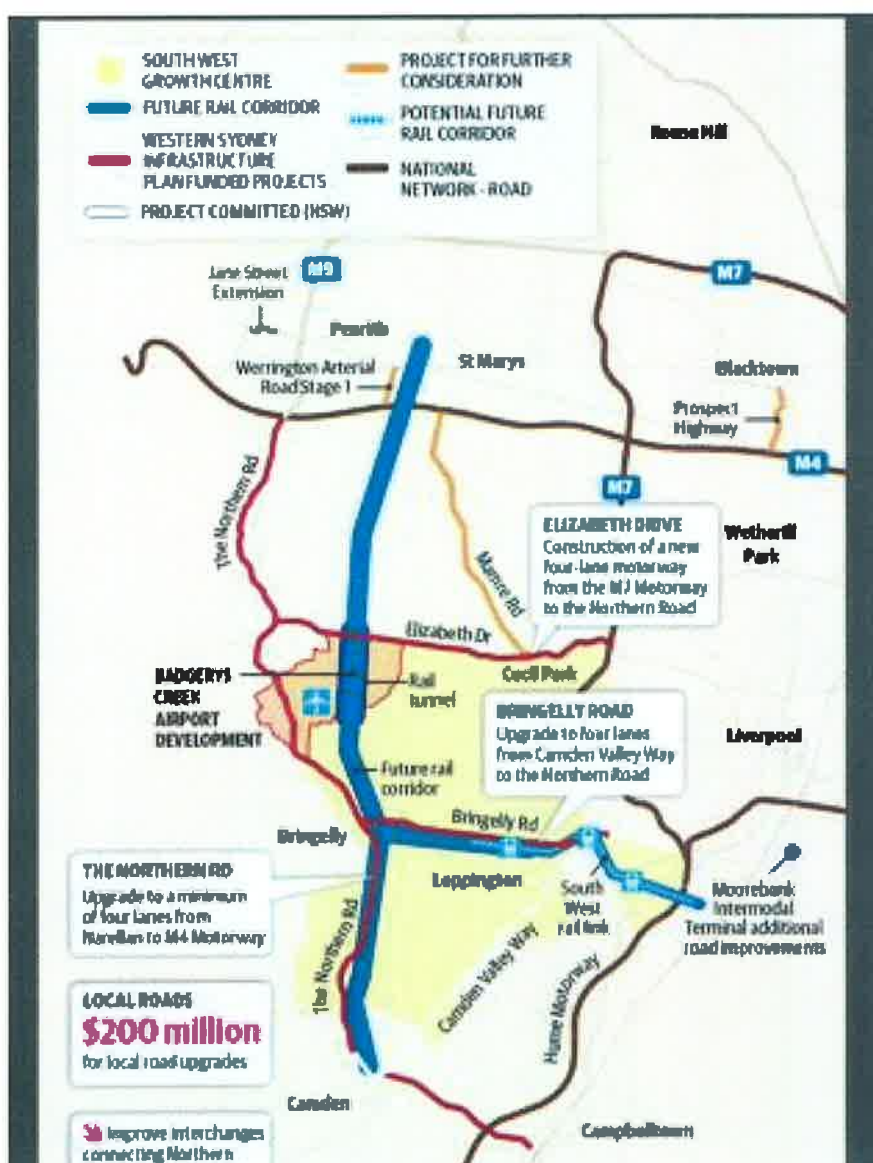 SOUTH WEST
GROWTH CENTRE
FUTURE RAIL CORRIDOR
WESTERN SYDNEY
INFRASTRUCTURE
PLAN FUNDED PROJECTS
PROJECT COMMITTED (NSW)
PROJECT FOR FURTHER
CONSIDERATION
POTENTIAL FUTURE
RAIL CORRIDOR
NATIONAL
NETWORK - ROAD
Rouse Hill
Jane Street
Extension
M9
M7
Penrith
St Marys
Werrington Arterial
Road Stage 1
Blacktown
Prospect
Highway
M4
M7
The Northern Rd
ELIZABETH DRIVE
Construction of a new
four-lane motorway
from the M7 Motorway
to the Northern Road
Wetherill
Park
Mamre Rd
Elizabeth Dr
Cecil Park
BADGERYS
CREEK
AIRPORT
DEVELOPMENT
Rail
tunnel
BRINGELLY ROAD
Upgrade to four lanes
from Camden Valley Way
to the Northern Road
Liverpool
Future rail
corridor
Bringelly
Bringelly Rd
THE NORTHERN RD
Upgrade to a minimum
of four lanes from
Narellan to M4 Motorway
Leppington
South
West
rail link
Moorebank
Intermodal
Terminal additional
road improvements
The Northern Rd
Camden Valley Way
Hume Motorway
LOCAL ROADS
$200 million
for local road upgrades
Camden
Campbelltown
Improve interchanges
connecting Northern